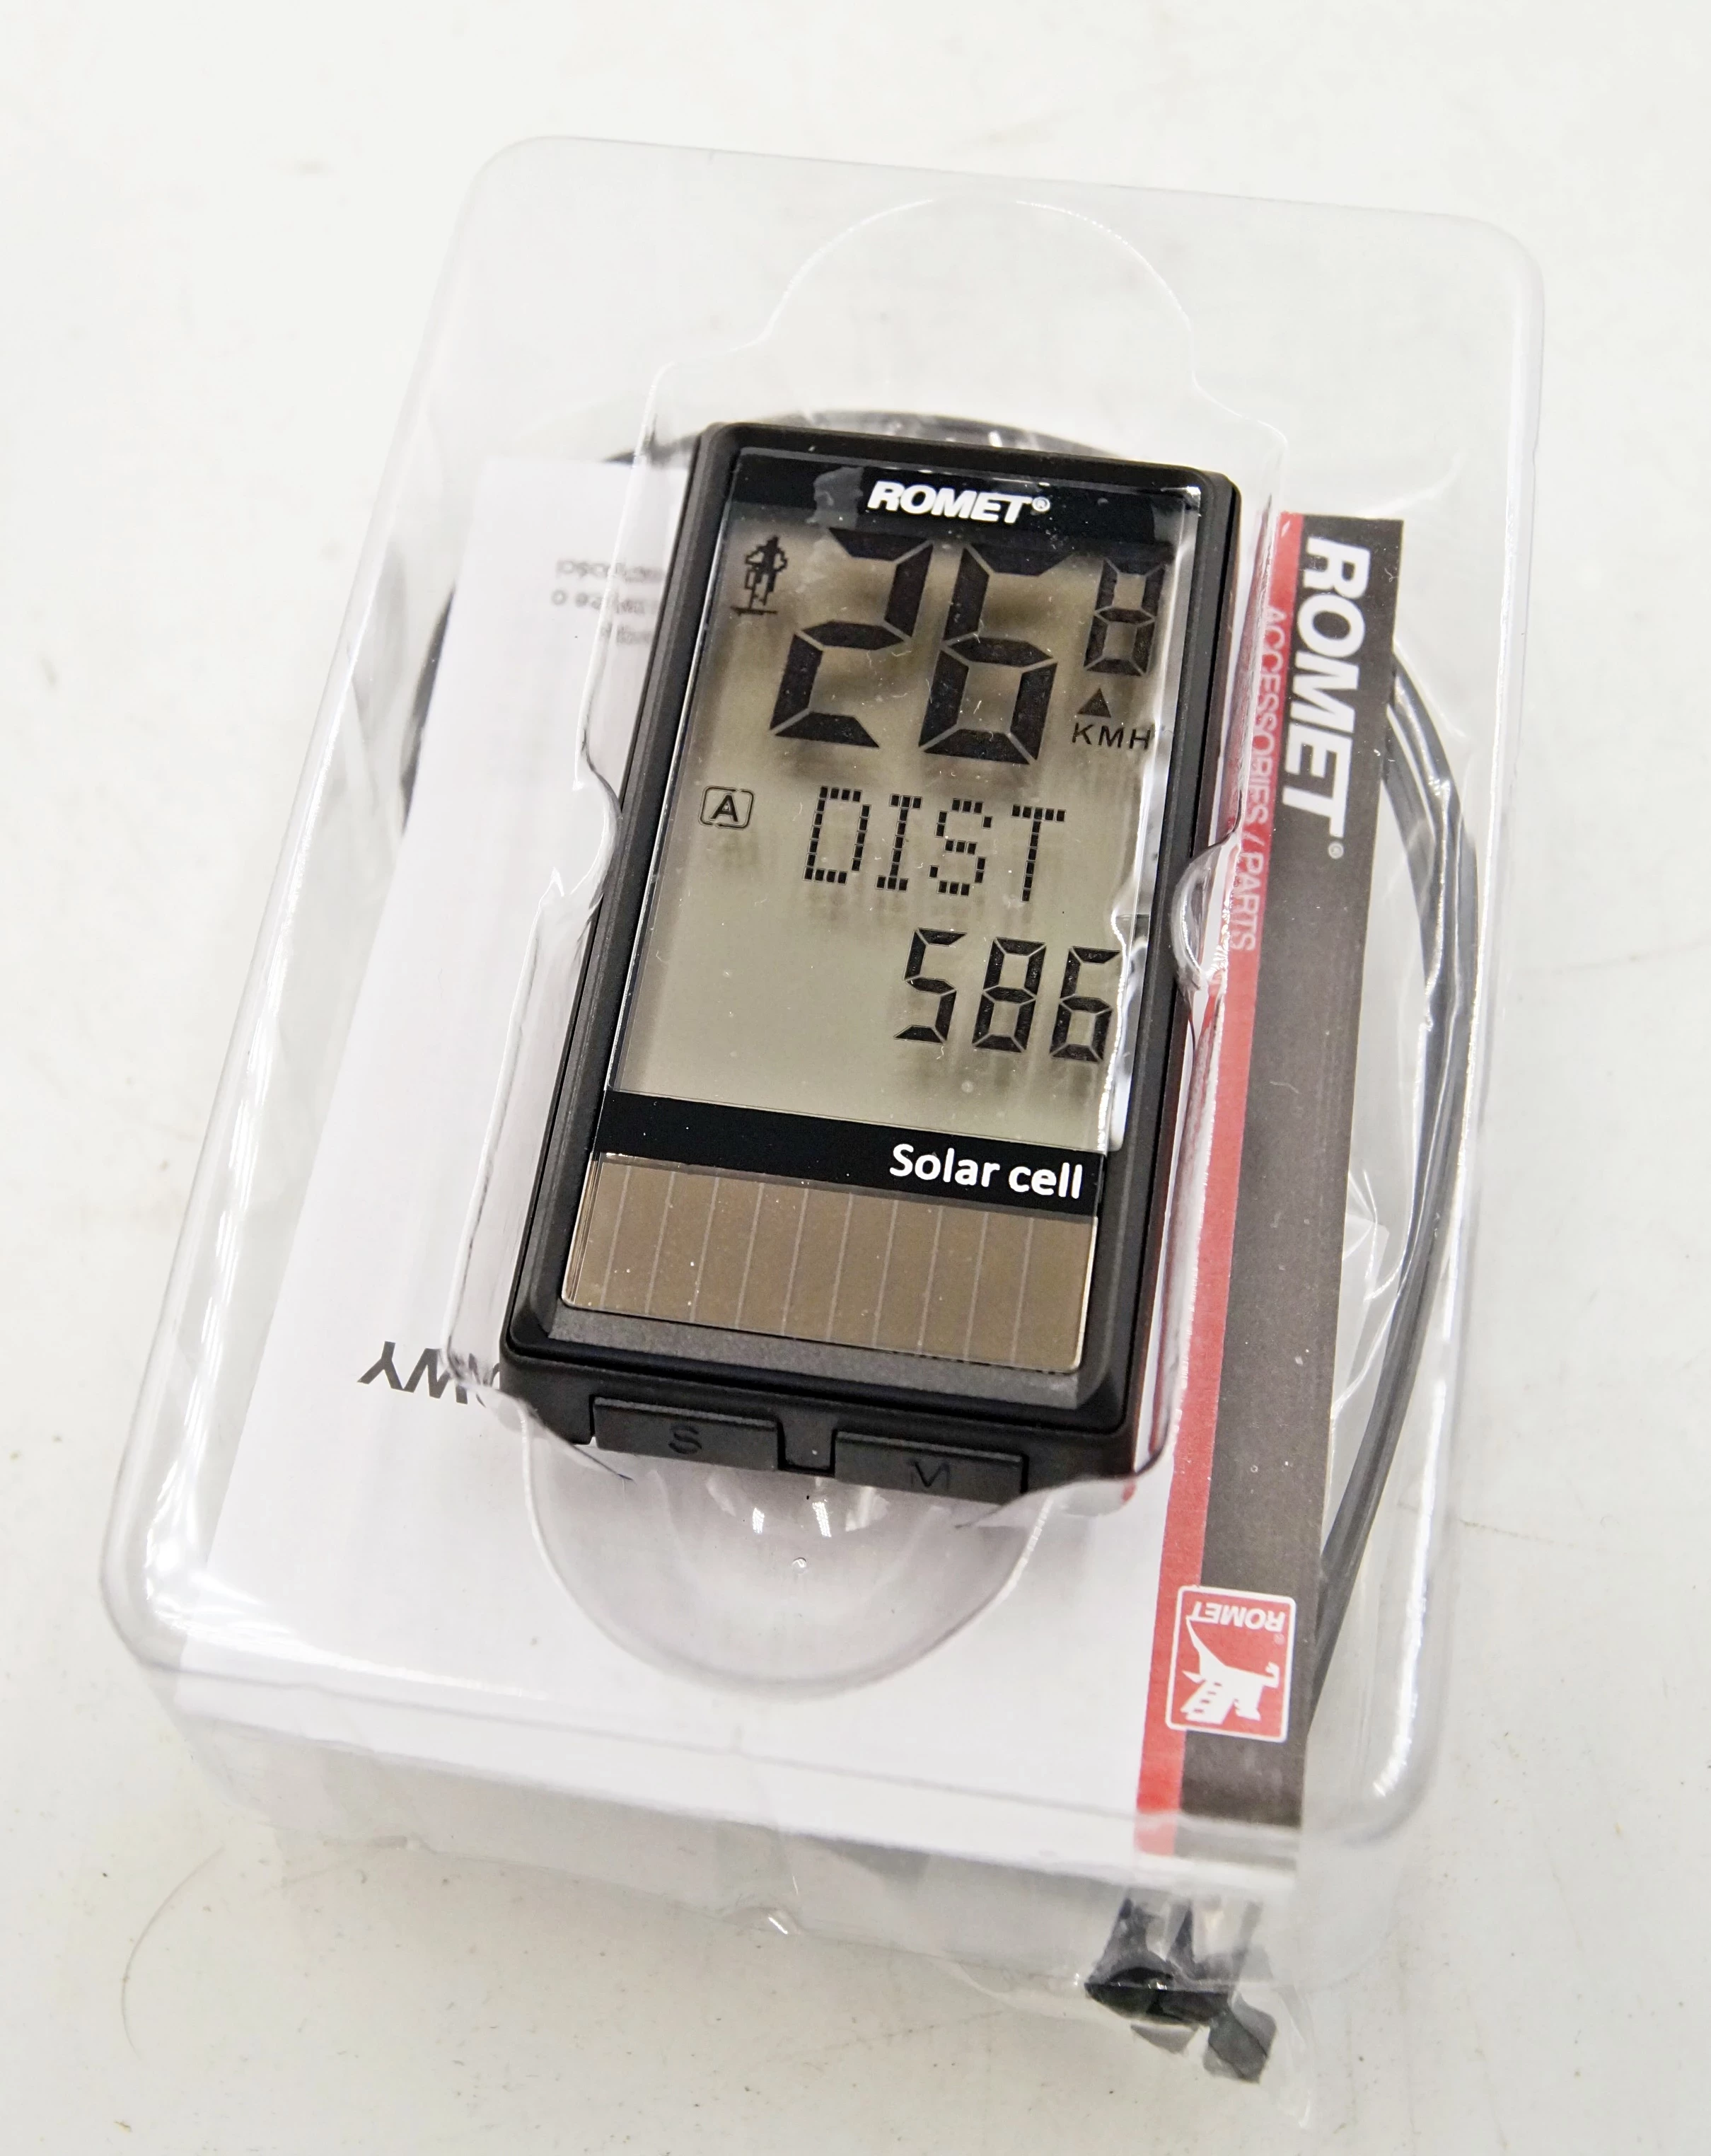 ROMET®
26 8
KMH
A DIST
586
Solar cell
S M
ROMET®
ACCESSORIES / PARTS
ROMET®